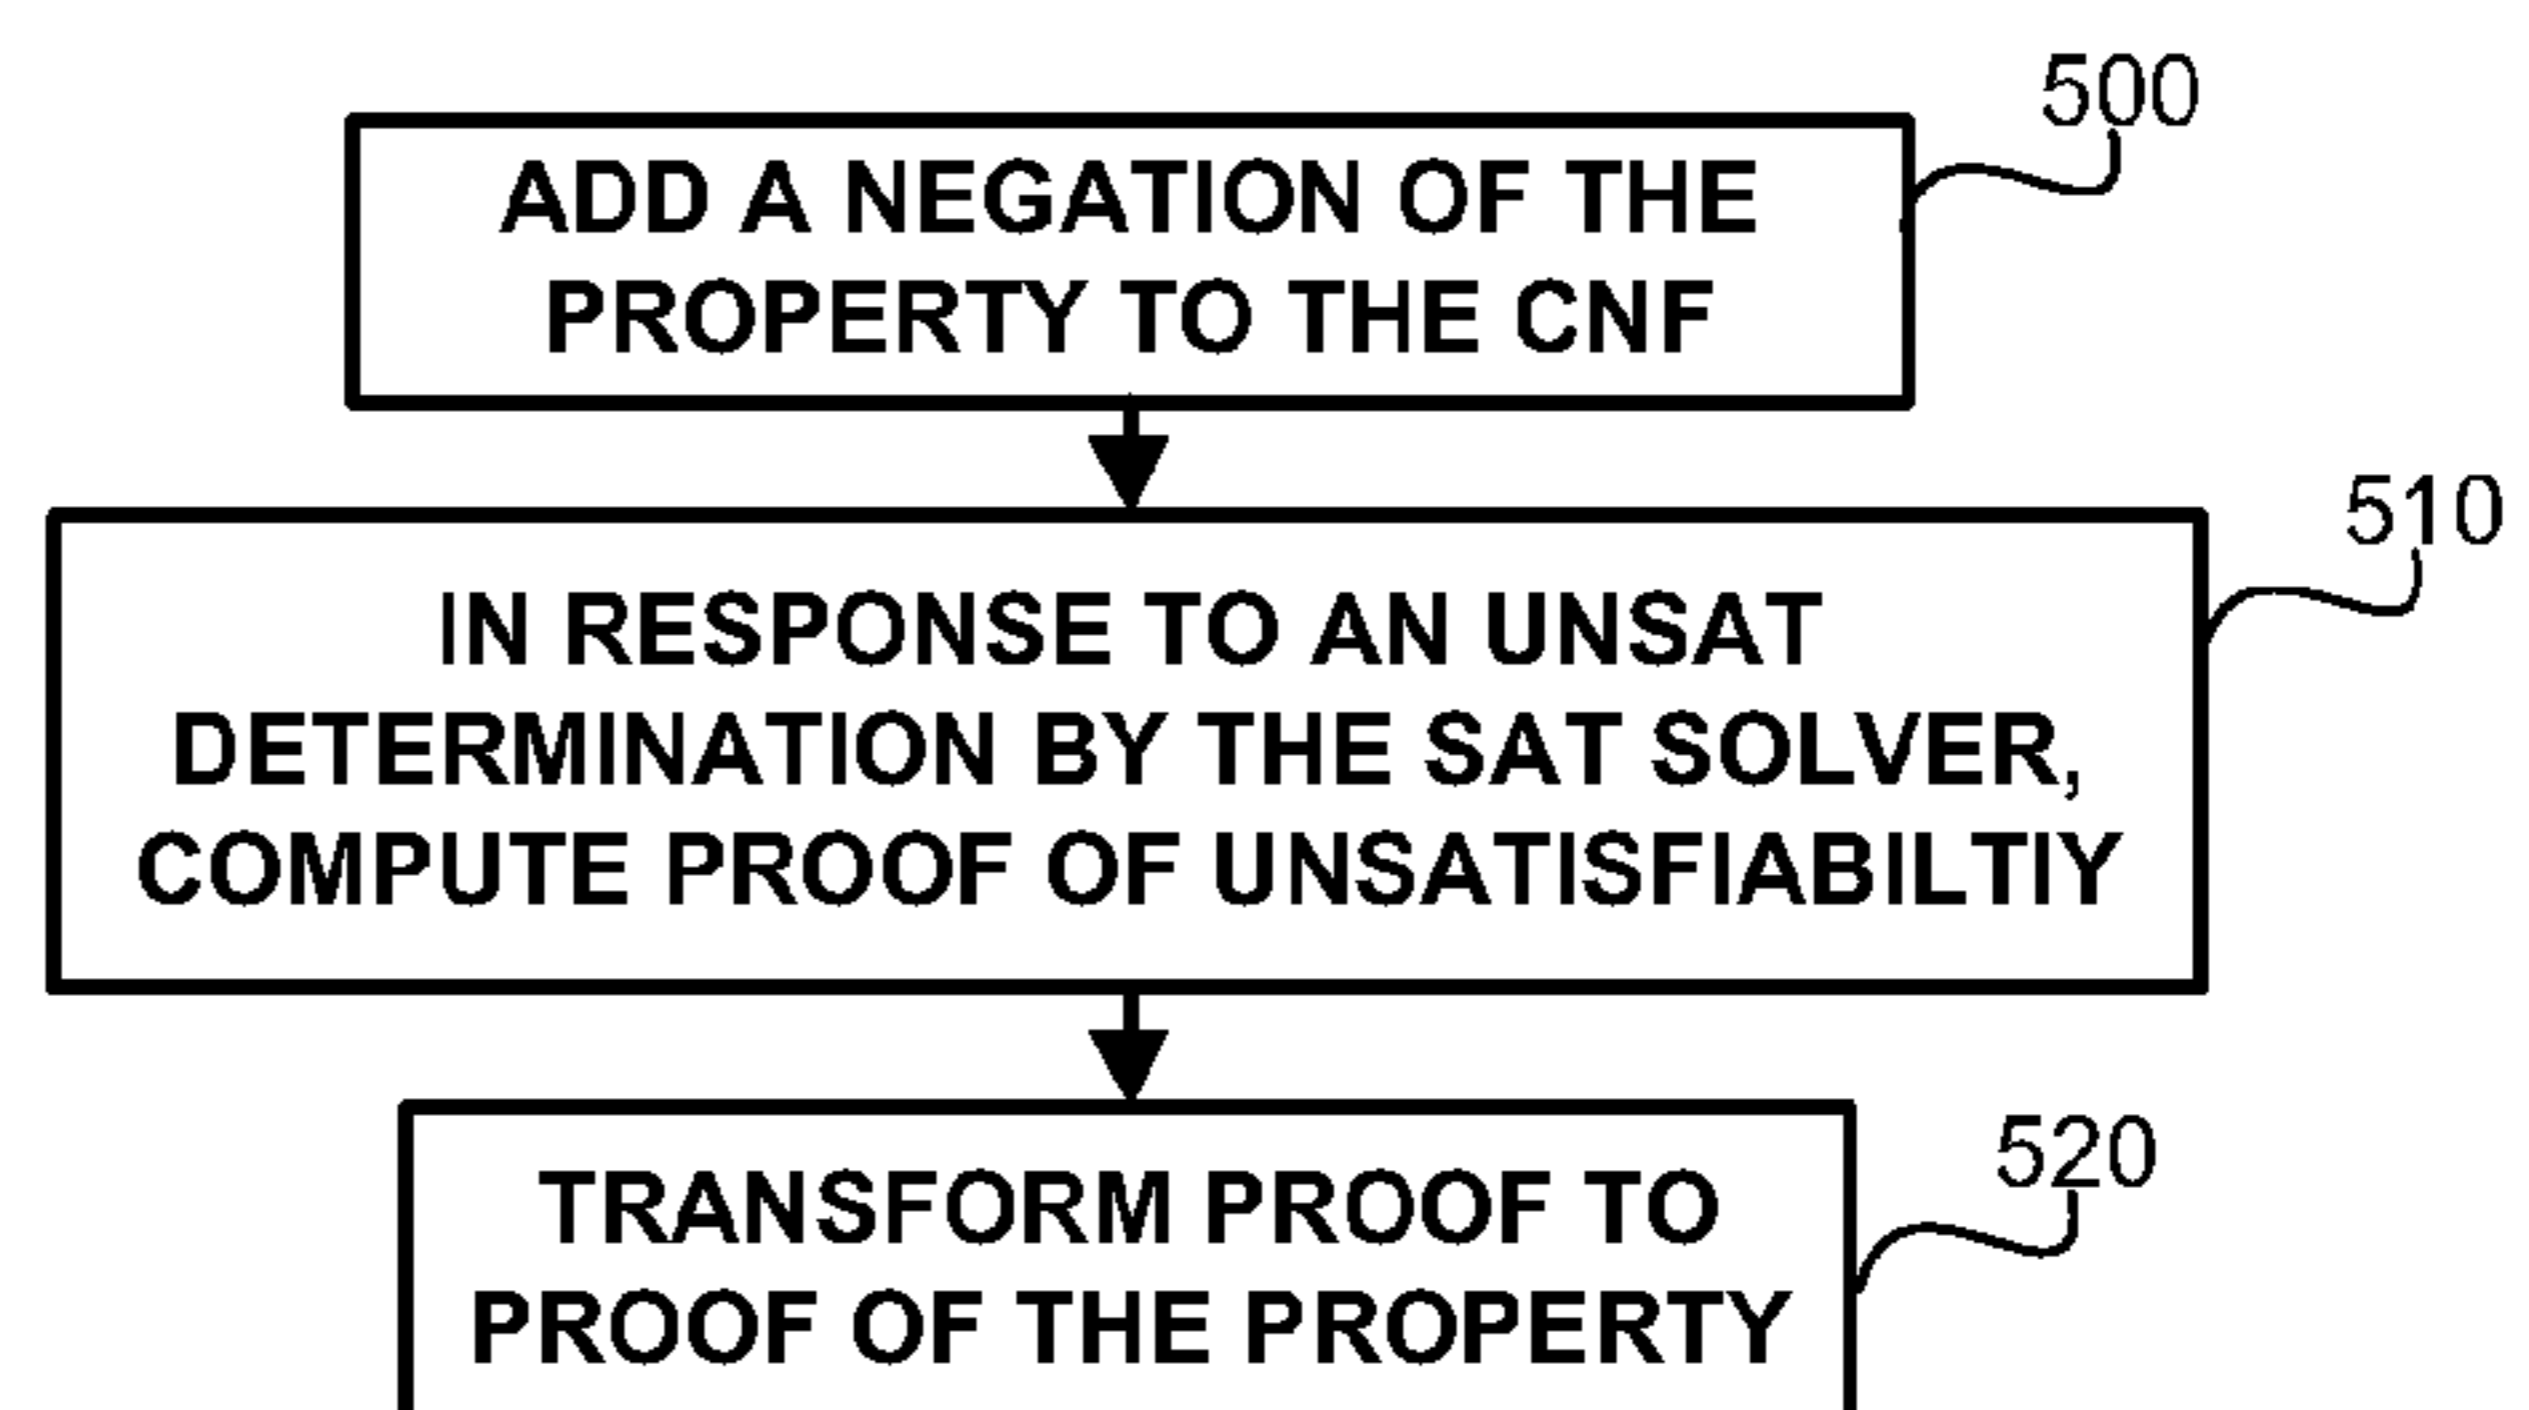 500
ADD A NEGATION OF THE
PROPERTY TO THE CNF
510
IN RESPONSE TO AN UNSAT
DETERMINATION BY THE SAT SOLVER,
COMPUTE PROOF OF UNSATISFIABILTIY
520
TRANSFORM PROOF TO
PROOF OF THE PROPERTY